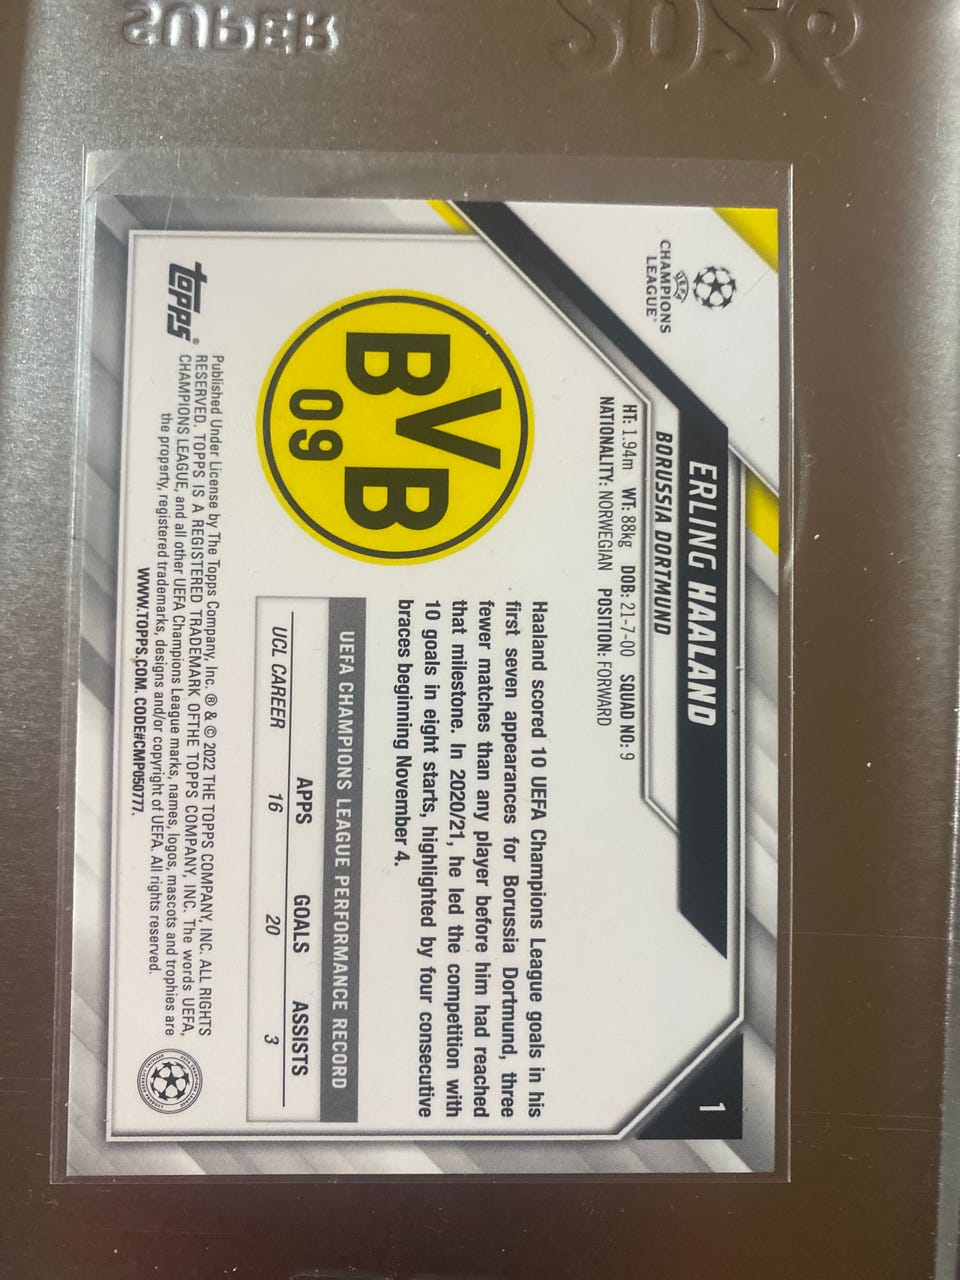 SUPER
2026
UEFA
CHAMPIONS
LEAGUE®
1
ERLING HAALAND
BORUSSIA DORTMUND
HT: 1.94m WT: 88kg DOB: 21-7-00 SQUAD NO: 9
NATIONALITY: NORWEGIAN POSITION: FORWARD
BVB
09
Haaland scored 10 UEFA Champions League goals in his
first seven appearances for Borussia Dortmund, three
fewer matches than any player before him had reached
that milestone. In 2020/21, he led the competition with
10 goals in eight starts, highlighted by four consecutive
braces beginning November 4.
UEFA CHAMPIONS LEAGUE PERFORMANCE RECORD
APPS GOALS ASSISTS
UCL CAREER 16 20 3
topps®
Published Under License by The Topps Company, Inc. ® & © 2022 THE TOPPS COMPANY, INC. ALL RIGHTS
RESERVED. TOPPS IS A REGISTERED TRADEMARK OFTHE TOPPS COMPANY, INC. The words UEFA,
CHAMPIONS LEAGUE, and all other UEFA Champions League marks, names, logos, mascots and trophies are
the property, registered trademarks, designs and/or copyright of UEFA. All rights reserved.
WWW.TOPPS.COM. CODE#CMP050777.